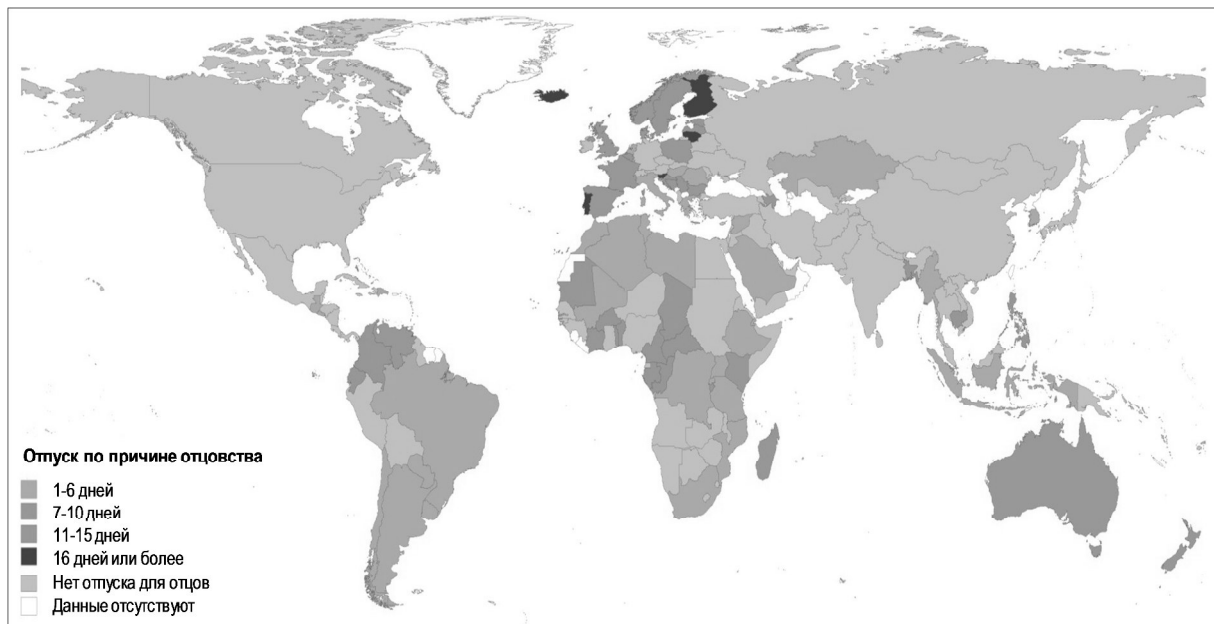 Отпуск по причине отцовства
1-6 дней
7-10 дней
11-15 дней
16 дней или более
Нет отпуска для отцов
Данные отсутствуют